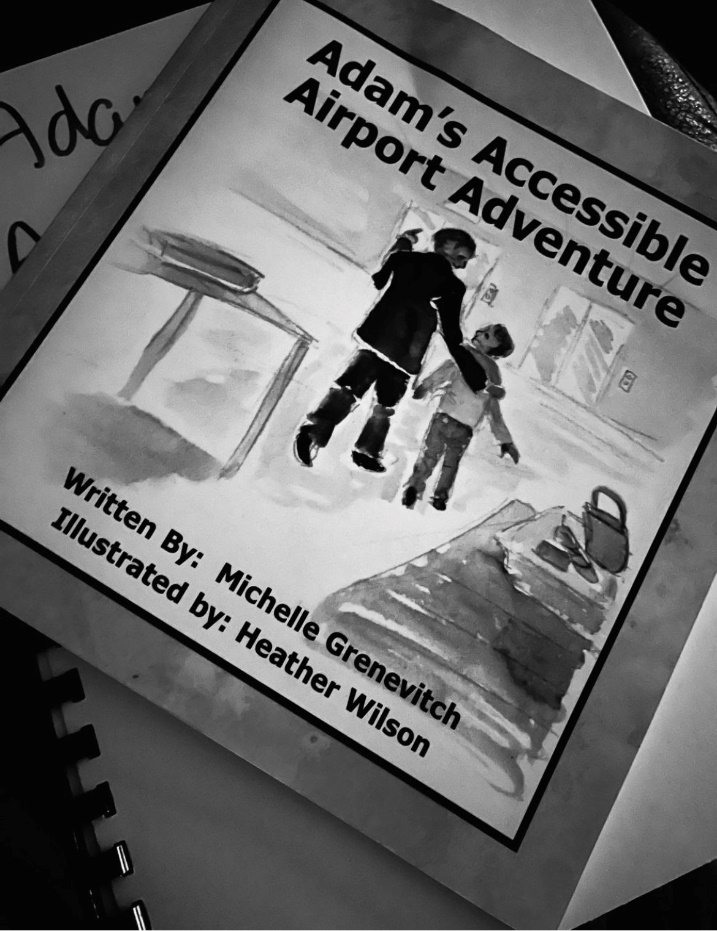 Adam's Accessible
Airport Adventure
Written By: Michelle Grenevitch
Illustrated by: Heather Wilson